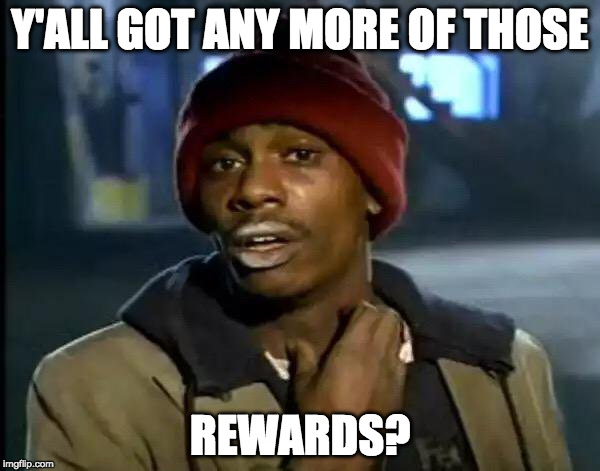 Y'ALL GOT ANY MORE OF THOSE
REWARDS?
imgflip.com